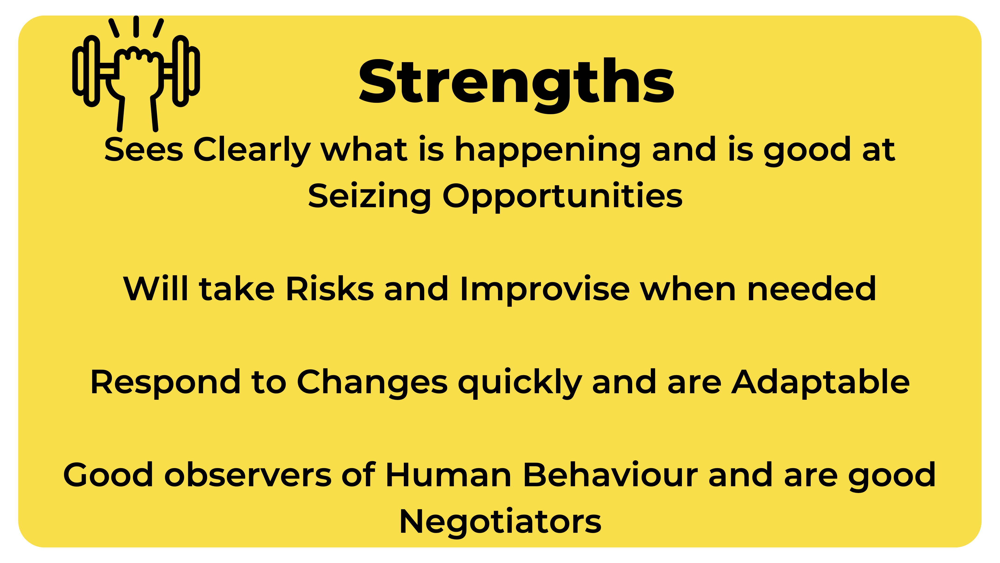 Strengths
Sees Clearly what is happening and is good at
Seizing Opportunities
Will take Risks and Improvise when needed
Respond to Changes quickly and are Adaptable
Good observers of Human Behaviour and are good
Negotiators